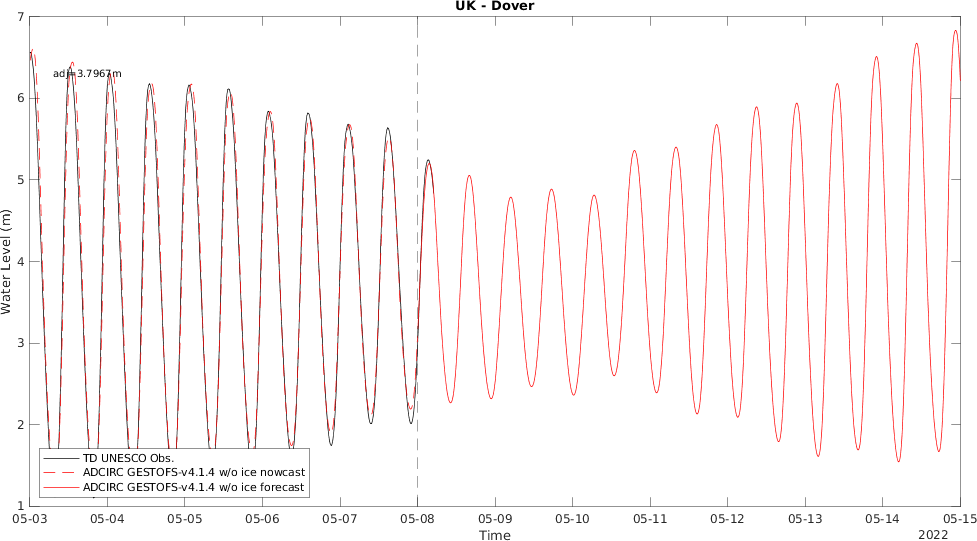 UK - Dover
7
adj=3.7967m
6
5
4
3
2
1
Water Level (m)
TD UNESCO Obs.
ADCIRC GESTOFS-v4.1.4 w/o ice nowcast
ADCIRC GESTOFS-v4.1.4 w/o ice forecast
05-03 05-04 05-05 05-06 05-07 05-08 05-09 05-10 05-11 05-12 05-13 05-14 05-15
Time
2022